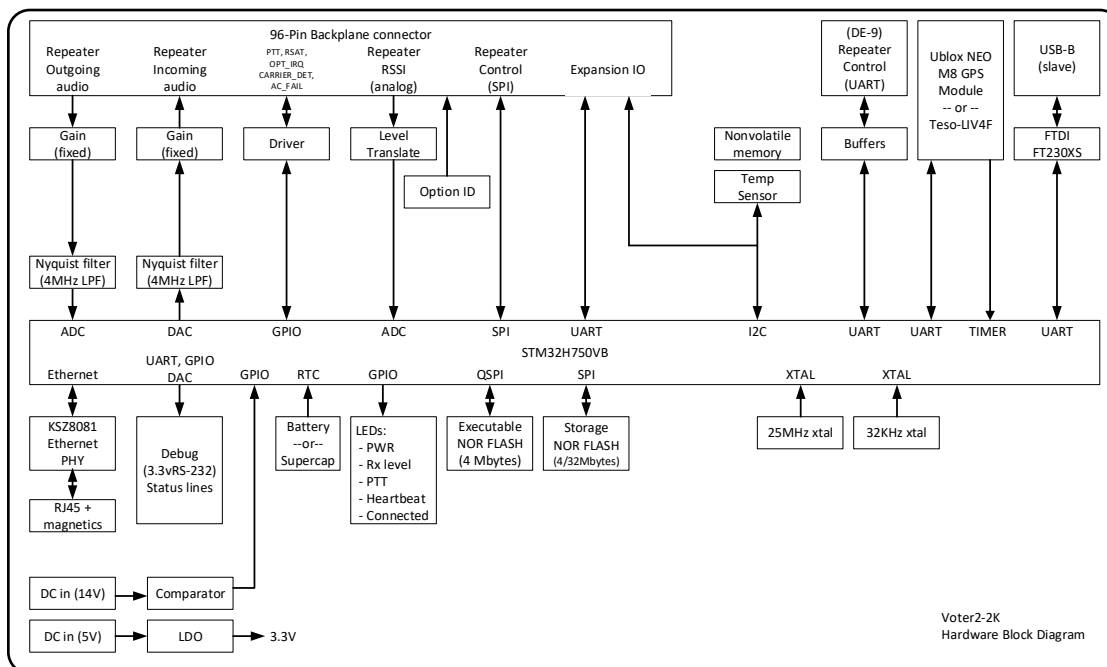 96-Pin Backplane connector
Repeater
Outgoing
audio
Repeater
Incoming
audio
PTT, RSAT,
OPT_IRQ
CARRIER_DET,
AC_FAIL
Repeater
RSSI
(analog)
Repeater
Control
(SPI)
Expansion IO
(DE-9)
Repeater
Control
(UART)
Ublox NEO
M8 GPS
Module
-- or --
Teso-LIV4F
USB-B
(slave)
Gain
(fixed)
Gain
(fixed)
Driver
Level
Translate
Option ID
Nonvolatile
memory
Temp
Sensor
Buffers
FTDI
FT230XS
Nyquist filter
(4MHz LPF)
Nyquist filter
(4MHz LPF)
ADC
DAC
GPIO
ADC
SPI
UART
I2C
UART
UART
TIMER
UART
STM32H750VB
Ethernet
UART, GPIO
DAC
GPIO
RTC
GPIO
QSPI
SPI
XTAL
XTAL
KSZ8081
Ethernet
PHY
Debug
(3.3vRS-232)
Status lines
Battery
--or--
Supercap
LEDs:
- PWR
- Rx level
- PTT
- Heartbeat
- Connected
Executable
NOR FLASH
(4 Mbytes)
Storage
NOR FLASH
(4/32Mbytes)
25MHz xtal
32KHz xtal
RJ45 +
magnetics
DC in (14V)
Comparator
DC in (5V)
LDO
3.3V
Voter2-2K
Hardware Block Diagram